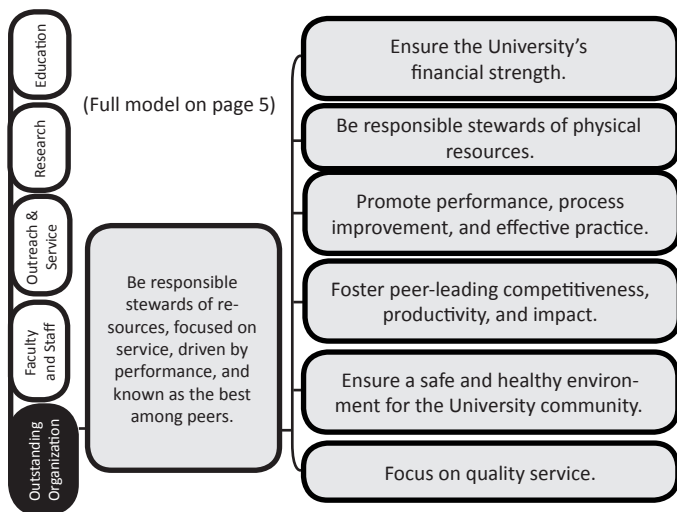 Education
Research
Outreach &
Service
Faculty
and Staff
Outstanding
Organization
(Full model on page 5)
Be responsible
stewards of re-
sources, focused on
service, driven by
performance, and
known as the best
among peers.
Ensure the University’s
financial strength.
Be responsible stewards of physical
resources.
Promote performance, process
improvement, and effective practice.
Foster peer-leading competitiveness,
productivity, and impact.
Ensure a safe and healthy environ-
ment for the University community.
Focus on quality service.